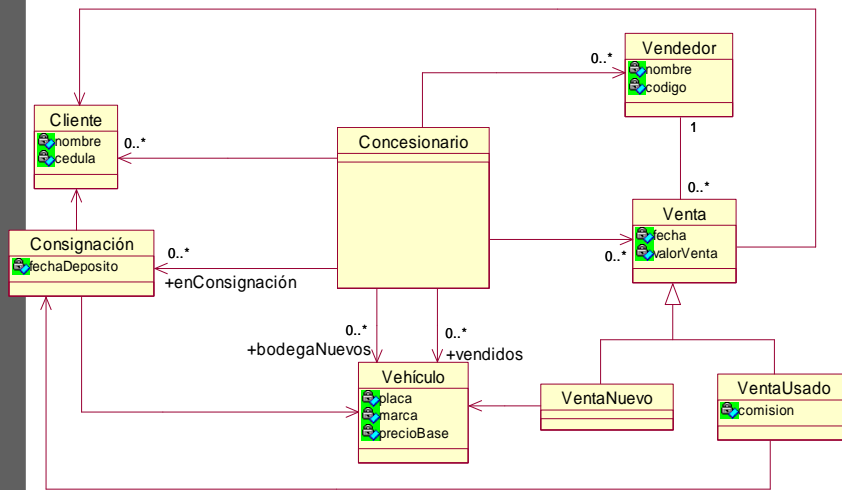 Vendedor
0..*
nombre
codigo
Cliente
nombre
cedula
0..*
Concesionario
1
0..*
Venta
fecha
valorVenta
0..*
Consignación
fechaDeposito
0..*
+enConsignación
0..*
+bodegaNuevos
0..*
+vendidos
Vehículo
placa
marca
precioBase
VentaNuevo
VentaUsado
comision